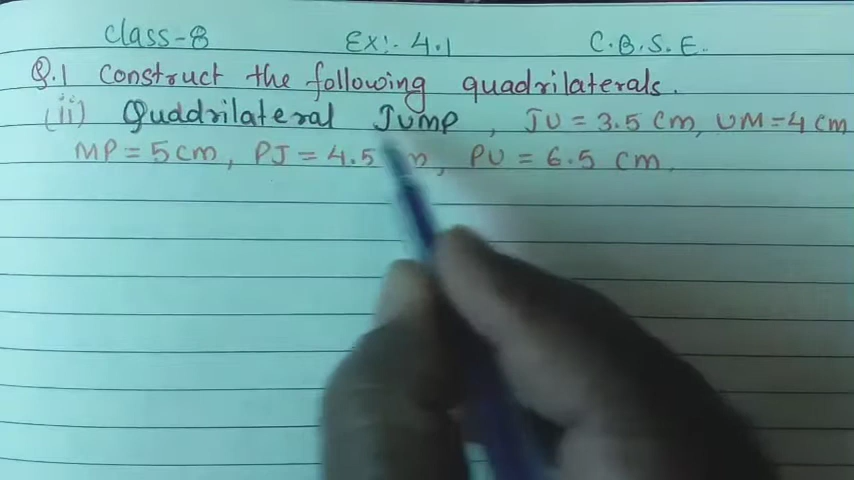 Class-8 Ex:- 4.1 C.B.S.E.
Q.1 Construct the following quadrilaterals.
(ii) Quddrilateral JUMP, JU = 3.5 cm, UM = 4 cm
MP = 5 cm, PJ = 4.5 m, PU = 6.5 cm.